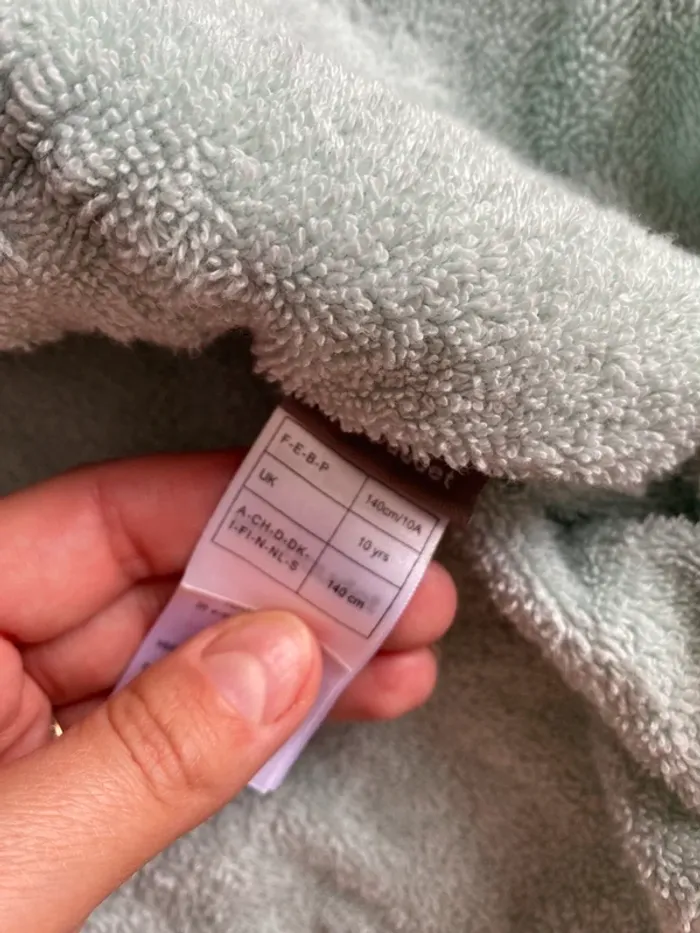 F-E-B-P 140cm/10A
UK 10 yrs
A-CH-D-DK-
I-FI-N-NL-S 140 cm